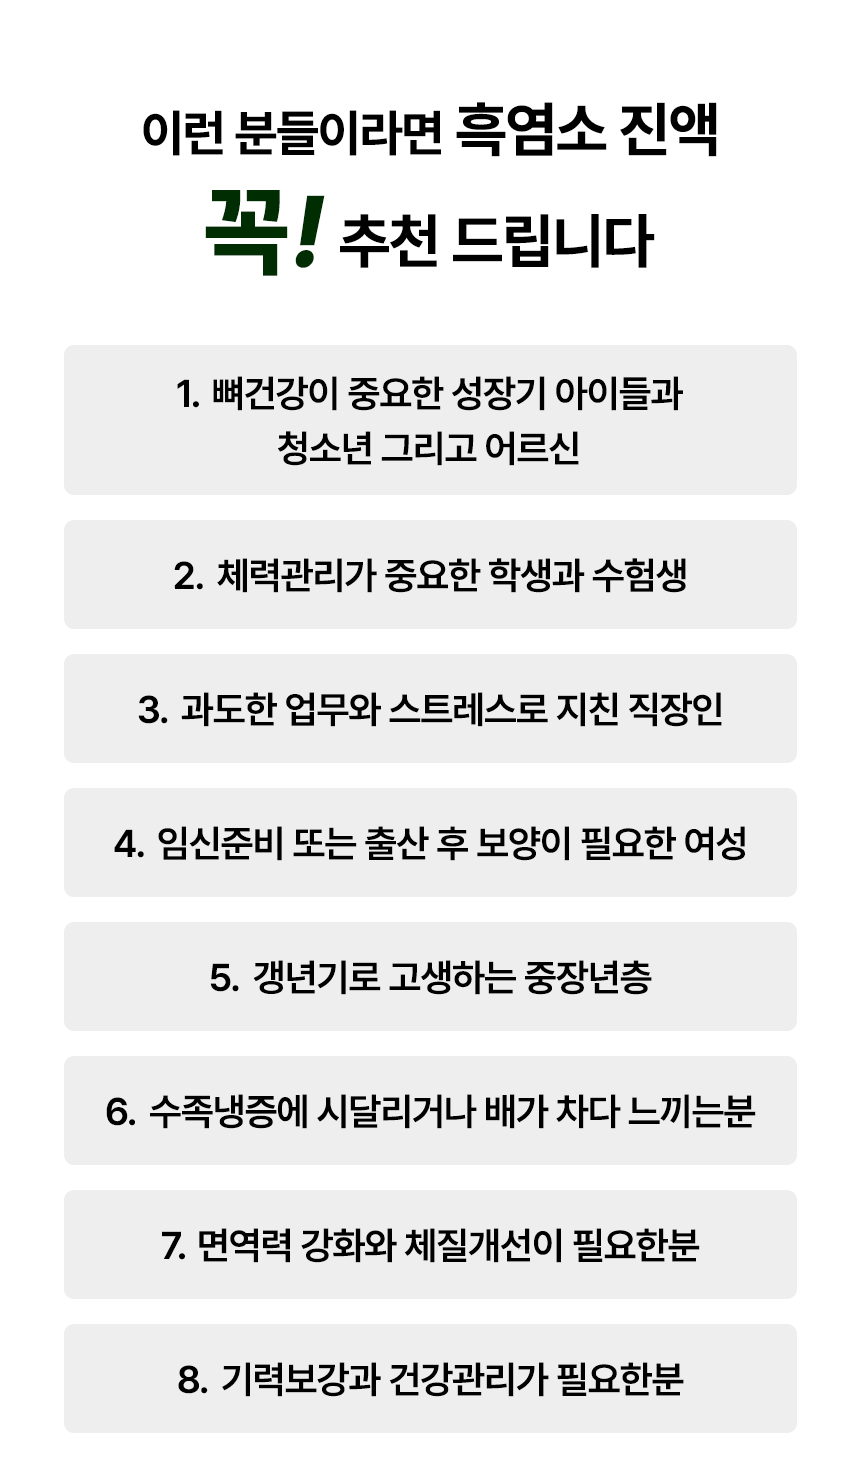 이런 분들이라면 흑염소 진액
꼭! 추천 드립니다
1. 뼈건강이 중요한 성장기 아이들과
청소년 그리고 어르신
2. 체력관리가 중요한 학생과 수험생
3. 과도한 업무와 스트레스로 지친 직장인
4. 임신준비 또는 출산 후 보양이 필요한 여성
5. 갱년기로 고생하는 중장년층
6. 수족냉증에 시달리거나 배가 차다 느끼는분
7. 면역력 강화와 체질개선이 필요한분
8. 기력보강과 건강관리가 필요한분